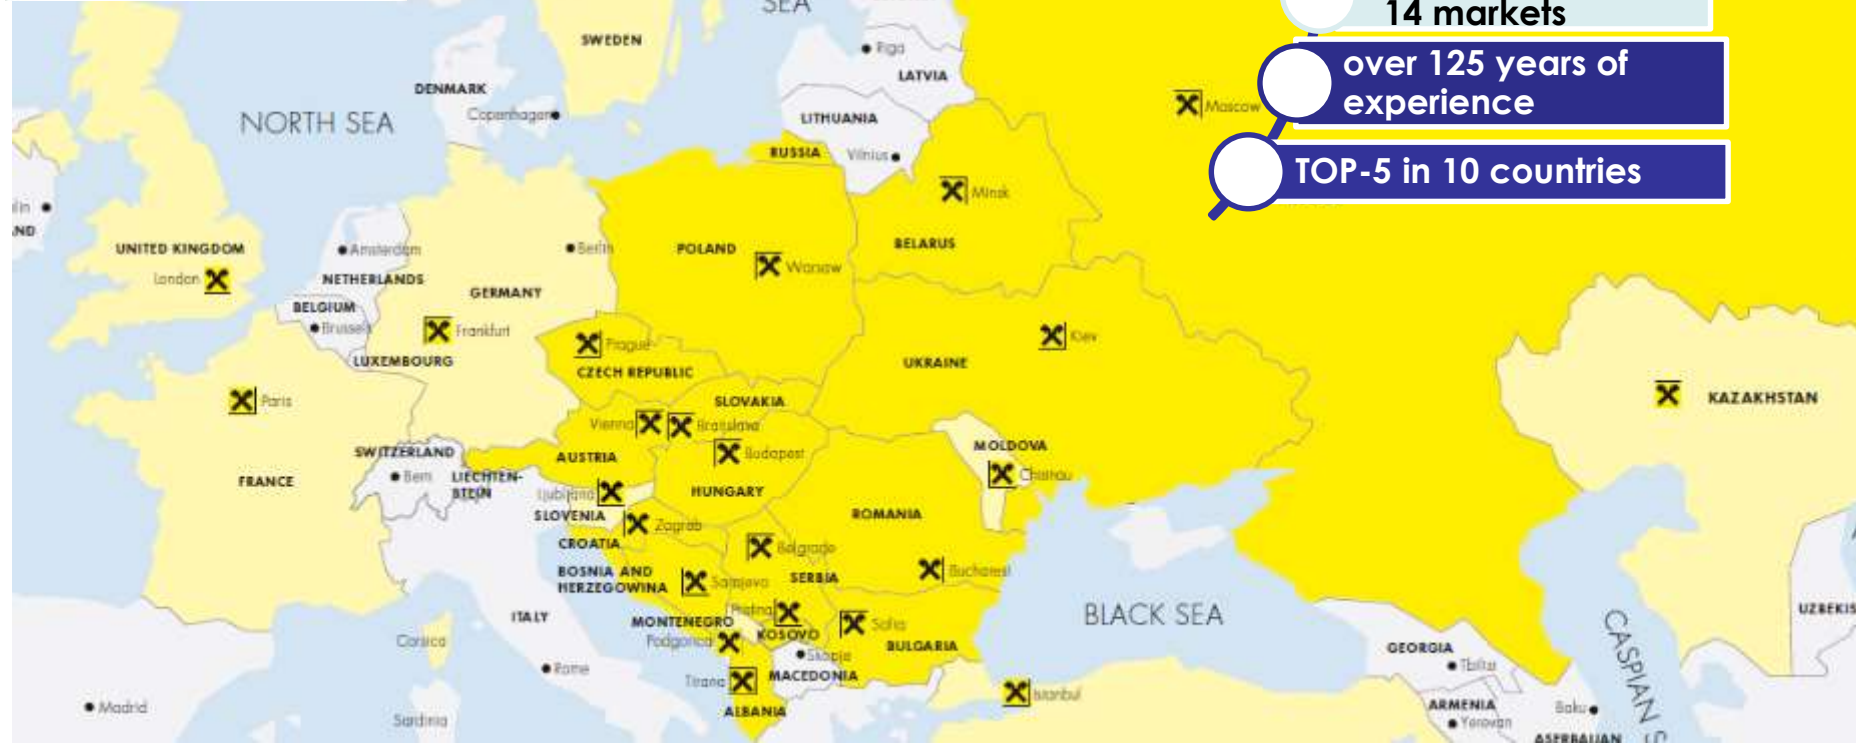 SEA
14 markets
SWEDEN
over 125 years of
experience
Riga
LATVIA
DENMARK
Copenhagen
Moscow
NORTH SEA
LITHUANIA
RUSSIA
Vilnius
TOP-5 in 10 countries
Minsk
lin
ND
UNITED KINGDOM
Amsterdam
Berlin
POLAND
BELARUS
London
NETHERLANDS
Warsaw
GERMANY
BELGIUM
Brussels
Frankfurt
Prague
Kiev
LUXEMBOURG
CZECH REPUBLIC
UKRAINE
Paris
SLOVAKIA
KAZAKHSTAN
Vienna
Bratislava
SWITZERLAND
AUSTRIA
Budapest
MOLDOVA
FRANCE
Bern
LIECHTEN-
STEIN
Chisinau
Ljubljana
HUNGARY
SLOVENIA
Zagreb
ROMANIA
CROATIA
Belgrade
BOSNIA AND
HERZEGOWINA
Sarajevo
SERBIA
Bucharest
ITALY
MONTENEGRO
Pristina
KOSOVO
Sofia
BLACK SEA
UZBEKIS
Corsica
Podgorica
Skopje
BULGARIA
GEORGIA
Tbilisi
CASPIAN S
Rome
Tirana
MACEDONIA
Istanbul
Madrid
Sardinia
ALBANIA
ARMENIA
Yerevan
Baku
ASERBAIJAN